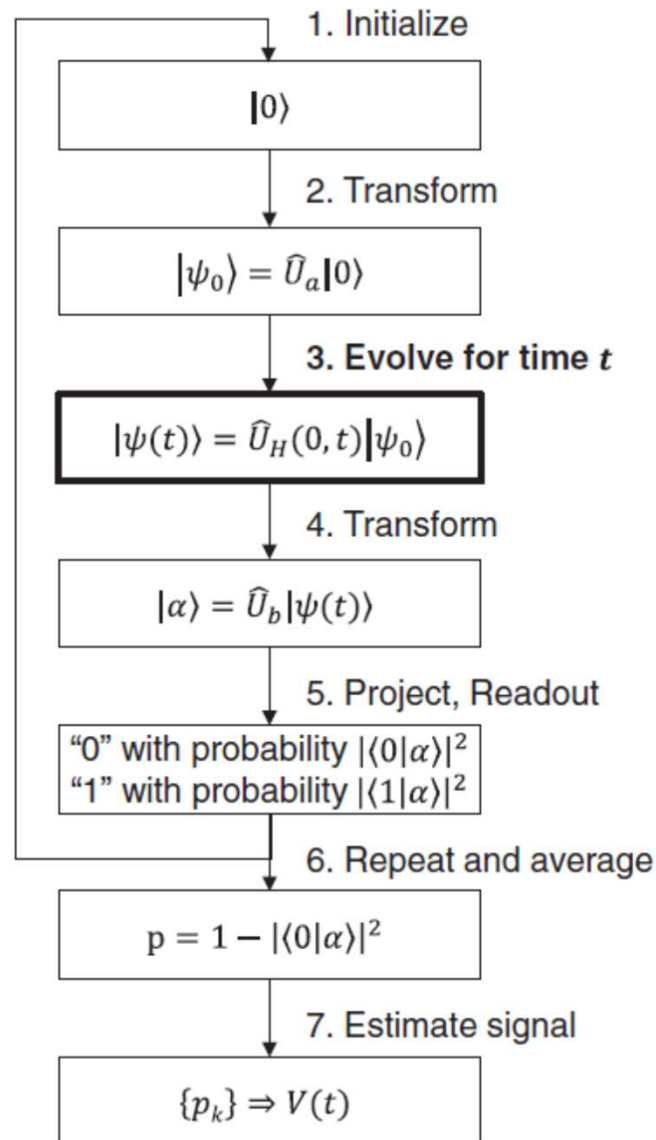 1. Initialize
|0⟩
2. Transform
|ψ₀⟩ = Û_a|0⟩
3. Evolve for time t
|ψ(t)⟩ = Û_H(0, t)|ψ₀⟩
4. Transform
|α⟩ = Û_b|ψ(t)⟩
5. Project, Readout
“0” with probability |⟨0|α⟩|²
“1” with probability |⟨1|α⟩|²
6. Repeat and average
p = 1 − |⟨0|α⟩|²
7. Estimate signal
{p_k} ⇒ V(t)